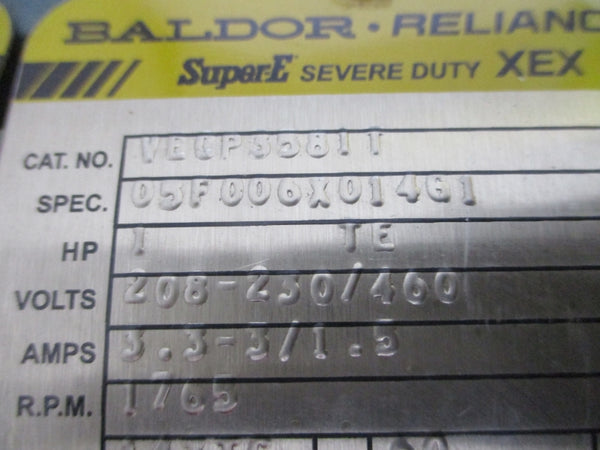 BALDOR • RELIANC
Super-E SEVERE DUTY XEX
CAT. NO. VECP3581T
SPEC. 05F006X014G1
HP 1 TE
VOLTS 208-230/460
AMPS 3.3-3/1.5
R.P.M. 1765